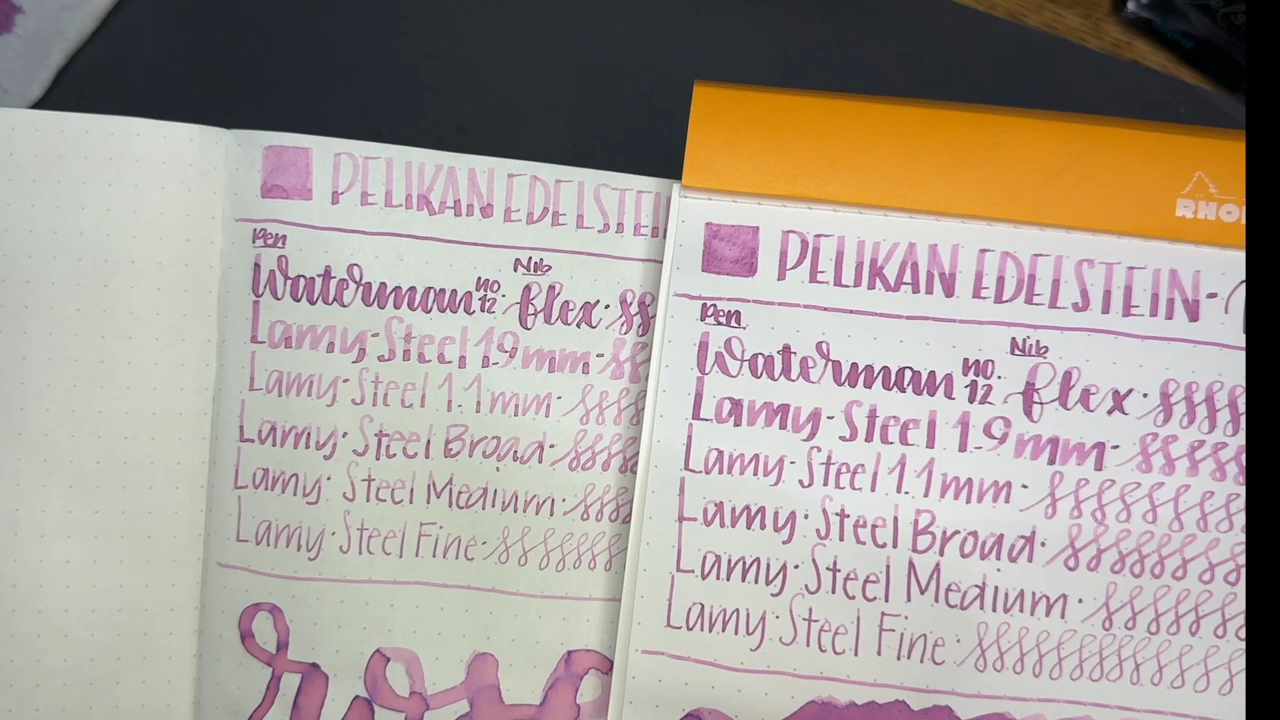 PELIKAN EDELSTEIN
Pen
Nib
Waterman no. 12 flex.
Lamy. Steel 1.9mm.
Lamy. Steel 1.1mm.
Lamy. Steel Broad.
Lamy. Steel Medium.
Lamy. Steel Fine.
RHO
PELIKAN EDELSTEIN-
Pen
Nib
Waterman no. 12 flex.
Lamy. Steel 1.9mm.
Lamy. Steel 1.1mm.
Lamy. Steel Broad.
Lamy. Steel Medium.
Lamy. Steel Fine.